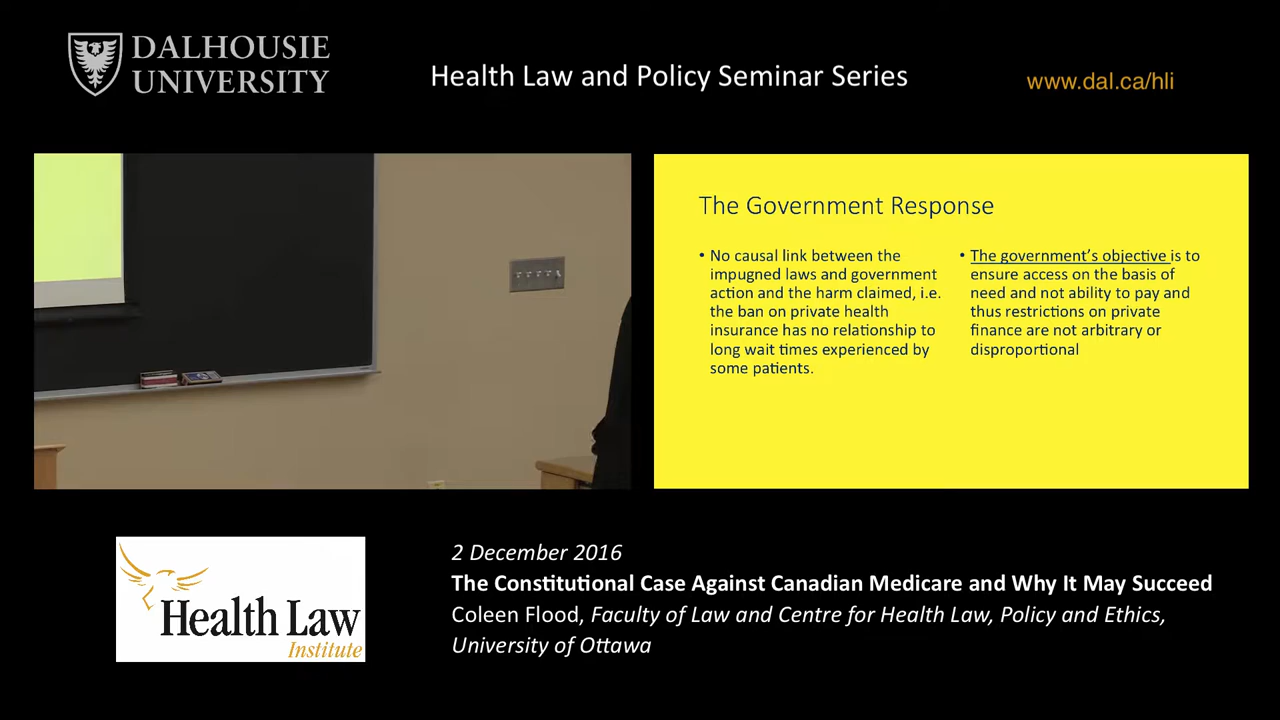 DALHOUSIE
UNIVERSITY
Health Law and Policy Seminar Series
www.dal.ca/hli
The Government Response
• No causal link between the
impugned laws and government
action and the harm claimed, i.e.
the ban on private health
insurance has no relationship to
long wait times experienced by
some patients.
• The government's objective is to
ensure access on the basis of
need and not ability to pay and
thus restrictions on private
finance are not arbitrary or
disproportional
Health Law
Institute
2 December 2016
The Constitutional Case Against Canadian Medicare and Why It May Succeed
Coleen Flood, Faculty of Law and Centre for Health Law, Policy and Ethics,
University of Ottawa